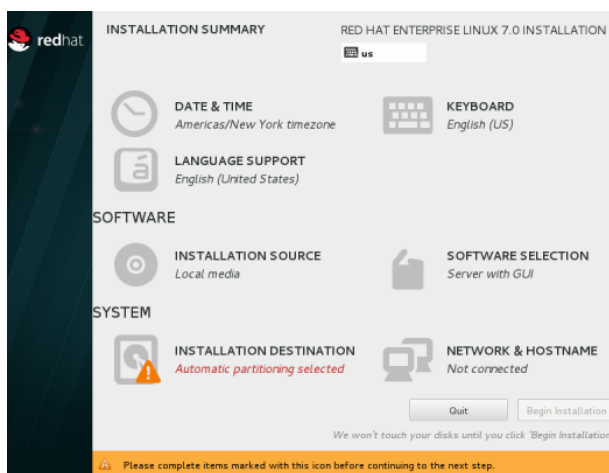 redhat
INSTALLATION SUMMARY
RED HAT ENTERPRISE LINUX 7.0 INSTALLATION
us
DATE & TIME
Americas/New York timezone
KEYBOARD
English (US)
LANGUAGE SUPPORT
English (United States)
SOFTWARE
INSTALLATION SOURCE
Local media
SOFTWARE SELECTION
Server with GUI
SYSTEM
INSTALLATION DESTINATION
Automatic partitioning selected
NETWORK & HOSTNAME
Not connected
Quit
Begin Installation
We won't touch your disks until you click 'Begin Installation
Please complete items marked with this icon before continuing to the next step.